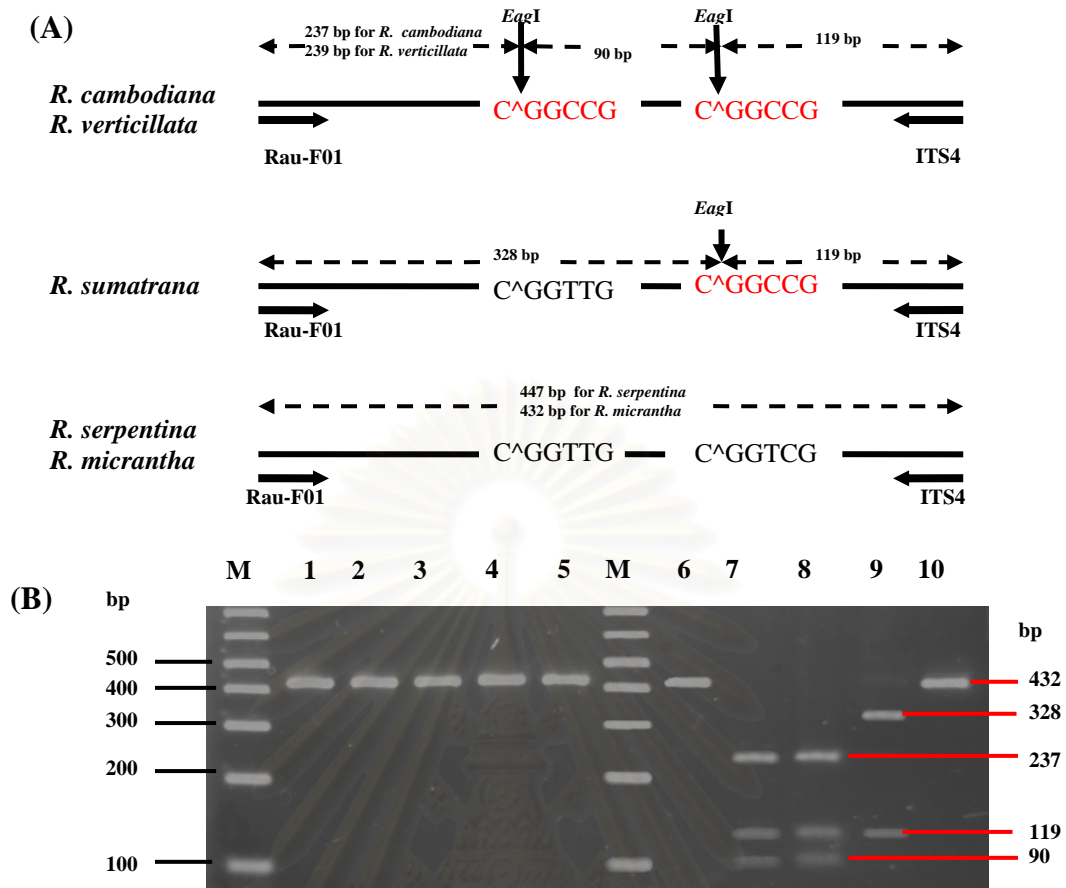 (A)
EagI EagI
237 bp for R. cambodiana
239 bp for R. verticillata
90 bp
119 bp
R. cambodiana
R. verticillata
C^GGCCG C^GGCCG
Rau-F01 ITS4
EagI
328 bp 119 bp
R. sumatrana
C^GGTTG C^GGCCG
Rau-F01 ITS4
447 bp for R. serpentina
432 bp for R. micrantha
R. serpentina
R. micrantha
C^GGTTG C^GGTCG
Rau-F01 ITS4
M 1 2 3 4 5 M 6 7 8 9 10
(B)
bp bp
500
400
300
200
100
432
328
237
119
90